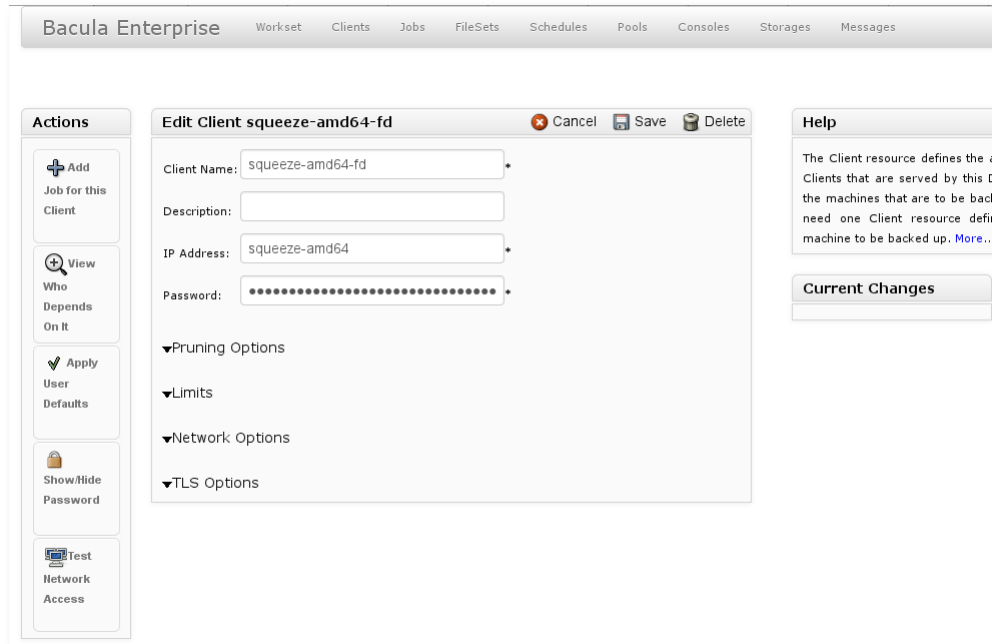 Bacula Enterprise Workset Clients Jobs FileSets Schedules Pools Consoles Storages Messages
Actions
Add
Job for this
Client
View
Who
Depends
On It
Apply
User
Defaults
Show/Hide
Password
Test
Network
Access
Edit Client squeeze-amd64-fd Cancel Save Delete
Client Name: squeeze-amd64-fd *
Description:
IP Address: squeeze-amd64 *
Password: ●●●●●●●●●●●●●●●●●●●●●●●●●●●●●●● *
Pruning Options
Limits
Network Options
TLS Options
Help
The Client resource defines the
Clients that are served by this
the machines that are to be
need one Client resource
machine to be backed up. More..
Current Changes